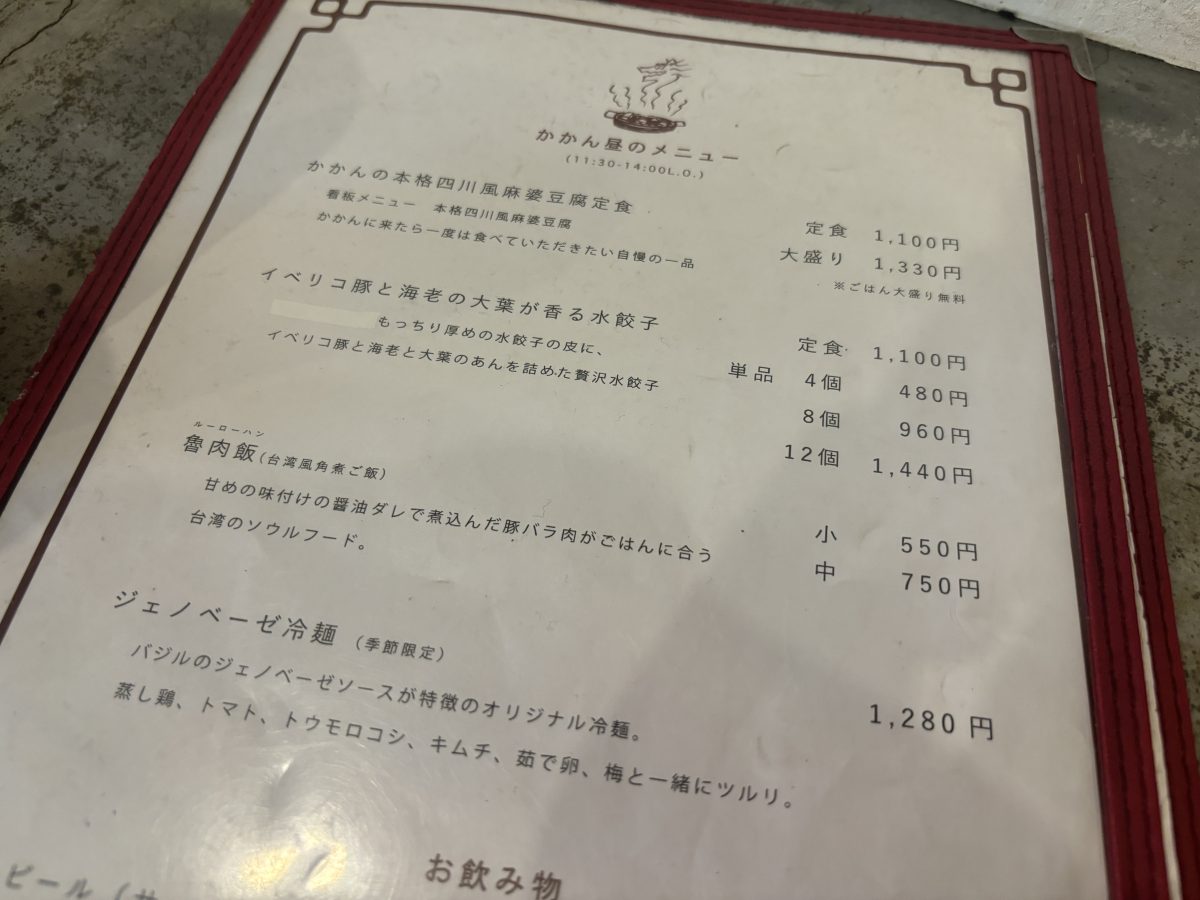 かかん昼のメニュー
(11:30-14:00L.O.)
かかんの本格四川風麻婆豆腐定食
看板メニュー 本格四川風麻婆豆腐
かかんに来たら一度は食べていただきたい自慢の一品
定食 1,100円
大盛り 1,330円
※ごはん大盛り無料
イベリコ豚と海老の大葉が香る水餃子
もっちり厚めの水餃子の皮に、
イベリコ豚と海老と大葉のあんを詰めた贅沢水餃子
定食 1,100円
単品 4個 480円
8個 960円
12個 1,440円
ルーローハン
魯肉飯(台湾風角煮ご飯)
甘めの味付けの醤油ダレで煮込んだ豚バラ肉がごはんに合う
台湾のソウルフード。
小 550円
中 750円
ジェノベーゼ冷麺 (季節限定)
バジルのジェノベーゼソースが特徴のオリジナル冷麺。
蒸し鶏、トマト、トウモロコシ、キムチ、茹で卵、梅と一緒にツルリ。
1,280円
お飲み物
ビール